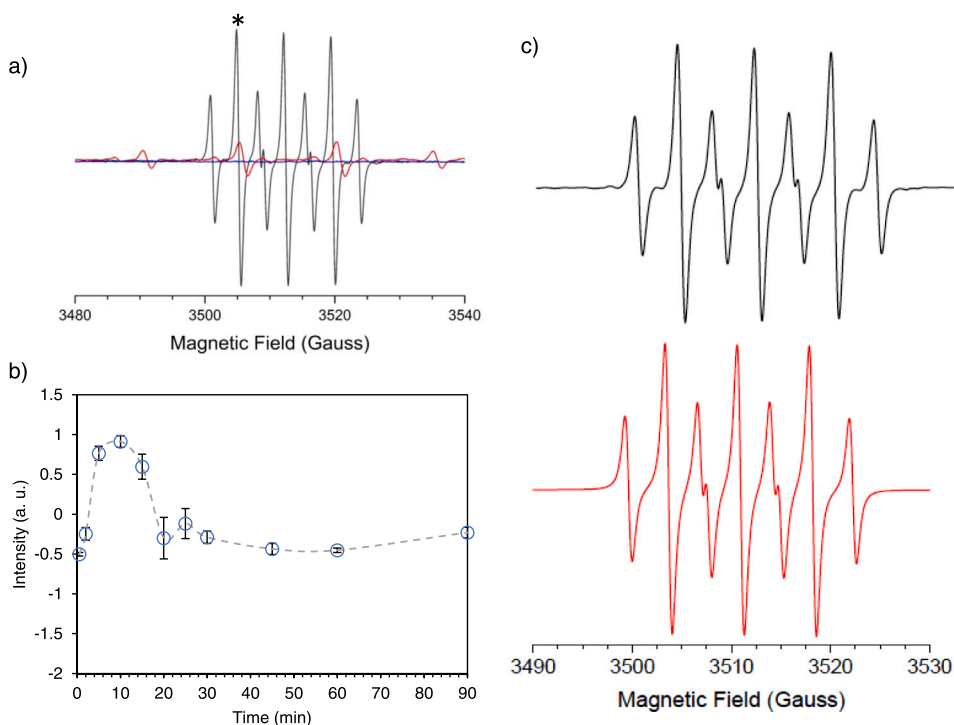 a)
*
3480 3500 3520 3540
Magnetic Field (Gauss)
b)
1.5
1
0.5
0
-0.5
-1
-1.5
-2
Intensity (a. u.)
0 10 20 30 40 50 60 70 80 90
Time (min)
c)
3490 3500 3510 3520 3530
Magnetic Field (Gauss)